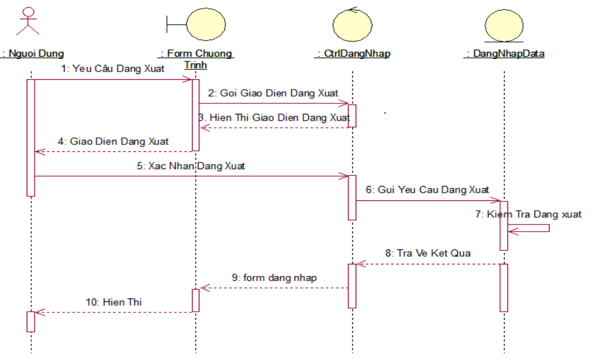 : Nguoi Dung
: Form Chuong
Trinh
: CtrlDangNhap
: DangNhapData
1: Yeu Câu Dang Xuat
2: Goi Giao Dien Dang Xuat
3: Hien Thi Giao Dien Dang Xuat
4: Giao Dien Dang Xuat
5: Xac Nhan Dang Xuat
6: Gui Yeu Cau Dang Xuat
7: Kiem Tra Dang xuat
8: Tra Ve Ket Qua
9: form dang nhap
10: Hien Thi